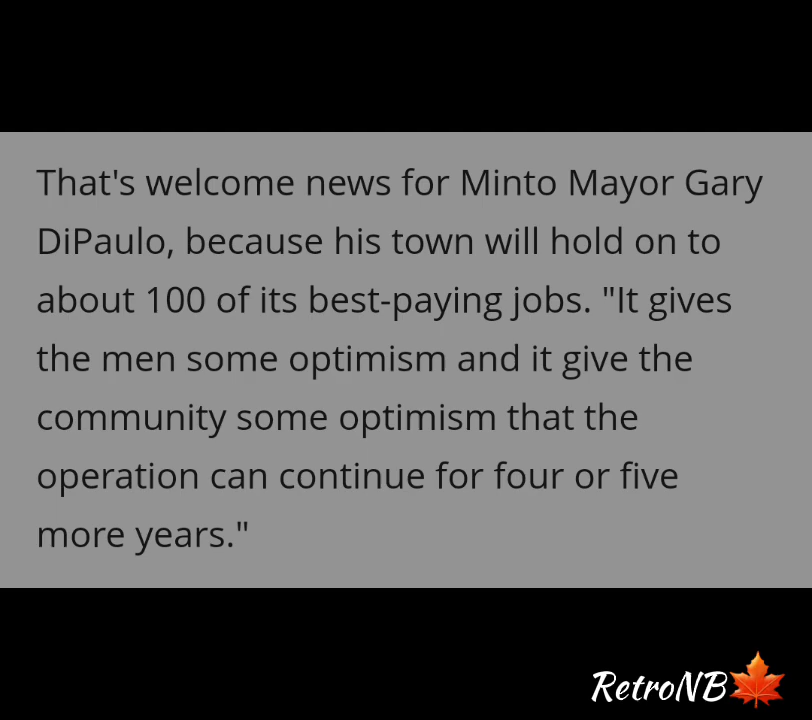 That's welcome news for Minto Mayor Gary
DiPaulo, because his town will hold on to
about 100 of its best-paying jobs. "It gives
the men some optimism and it give the
community some optimism that the
operation can continue for four or five
more years."
RetroNB